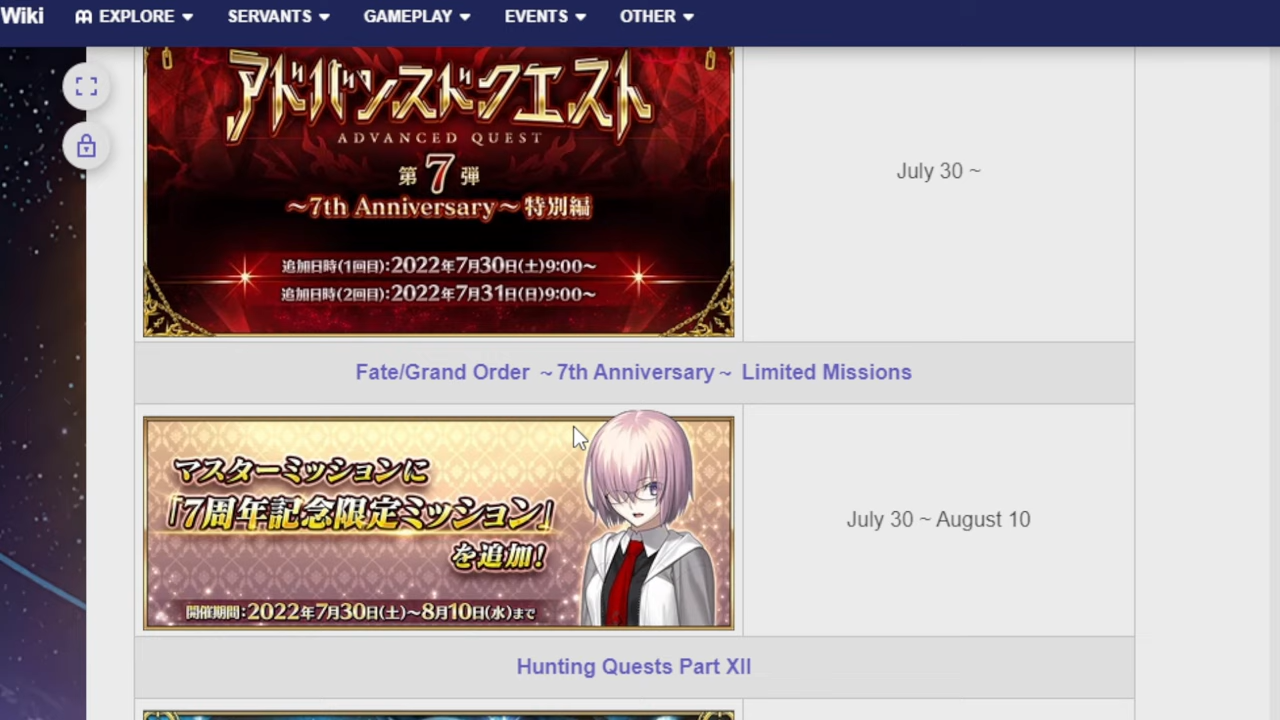 Wiki EXPLORE SERVANTS GAMEPLAY EVENTS OTHER
アドバンスドクエスト
ADVANCED QUEST
第7弾
～7th Anniversary～特別編
追加日時(1回目):2022年7月30日(土)9:00～
追加日時(2回目):2022年7月31日(日)9:00～
July 30 ~
Fate/Grand Order ～7th Anniversary～ Limited Missions
マスターミッションに
「7周年記念限定ミッション」
を追加!
開催期間:2022年7月30日(土)～8月10日(水)まで
July 30 ~ August 10
Hunting Quests Part XII